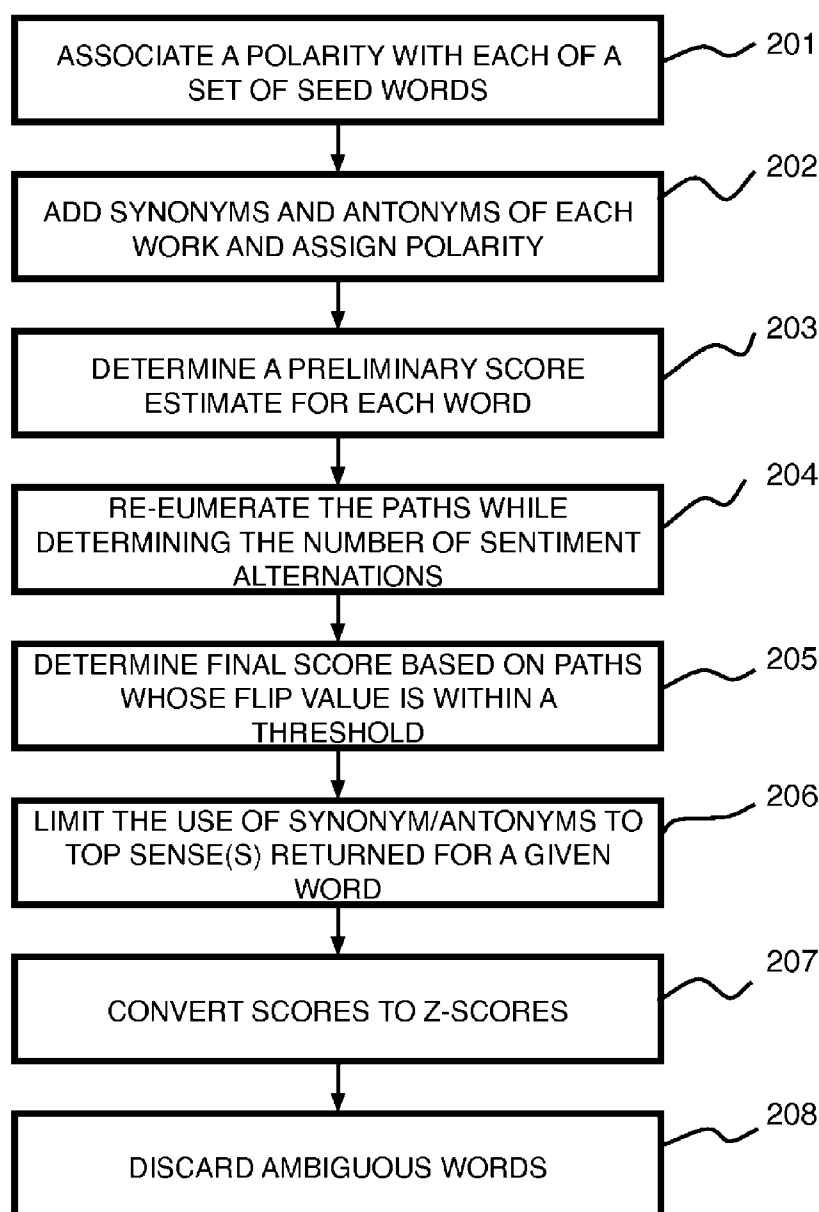 ASSOCIATE A POLARITY WITH EACH OF A
SET OF SEED WORDS
201
ADD SYNONYMS AND ANTONYMS OF EACH
WORK AND ASSIGN POLARITY
202
DETERMINE A PRELIMINARY SCORE
ESTIMATE FOR EACH WORD
203
RE-EUMERATE THE PATHS WHILE
DETERMINING THE NUMBER OF SENTIMENT
ALTERNATIONS
204
DETERMINE FINAL SCORE BASED ON PATHS
WHOSE FLIP VALUE IS WITHIN A
THRESHOLD
205
LIMIT THE USE OF SYNONYM/ANTONYMS TO
TOP SENSE(S) RETURNED FOR A GIVEN
WORD
206
CONVERT SCORES TO Z-SCORES
207
DISCARD AMBIGUOUS WORDS
208